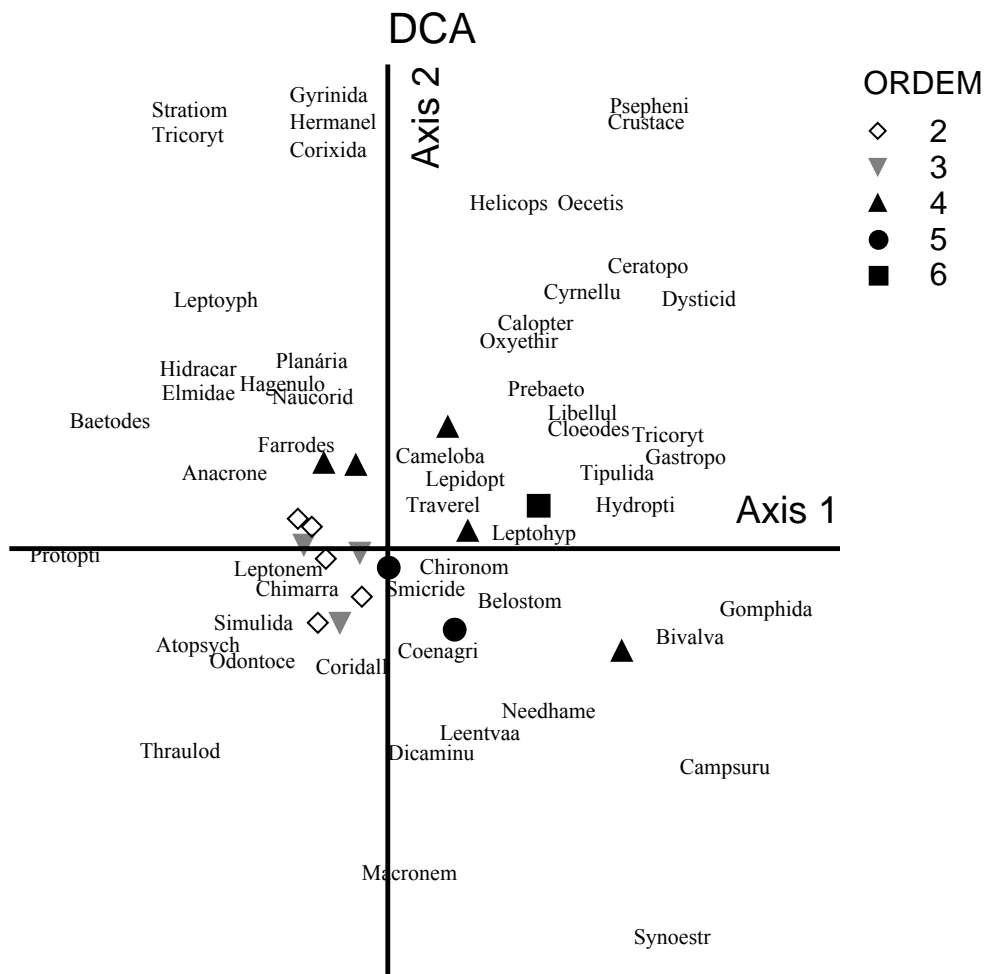 DCA
Axis 2
ORDEM
2
3
4
5
6
Gyrinida
Stratiom
Hermanel
Tricoryt
Corixida
Psepheni
Crustace
Helicops Oecetis
Ceratopo
Cyrnellu
Dysticid
Leptoyph
Calopter
Oxyethir
Planária
Hidracar
Hagenulo
Elmidae
Naucorid
Prebaeto
Baetodes
Libellul
Cloeodes
Tricoryt
Farrodes
Cameloba
Gastropo
Anacrone
Lepidopt
Tipulida
Traverel
Hydropti
Axis 1
Leptohyp
Protopti
Leptonem
Chironom
Chimarra
Smicride
Belostom
Gomphida
Simulida
Bivalva
Atopsych
Coenagri
Odontoce
Coridall
Needhame
Leentvaa
Thraulod
Dicaminu
Campsuru
Macronem
Synoestr